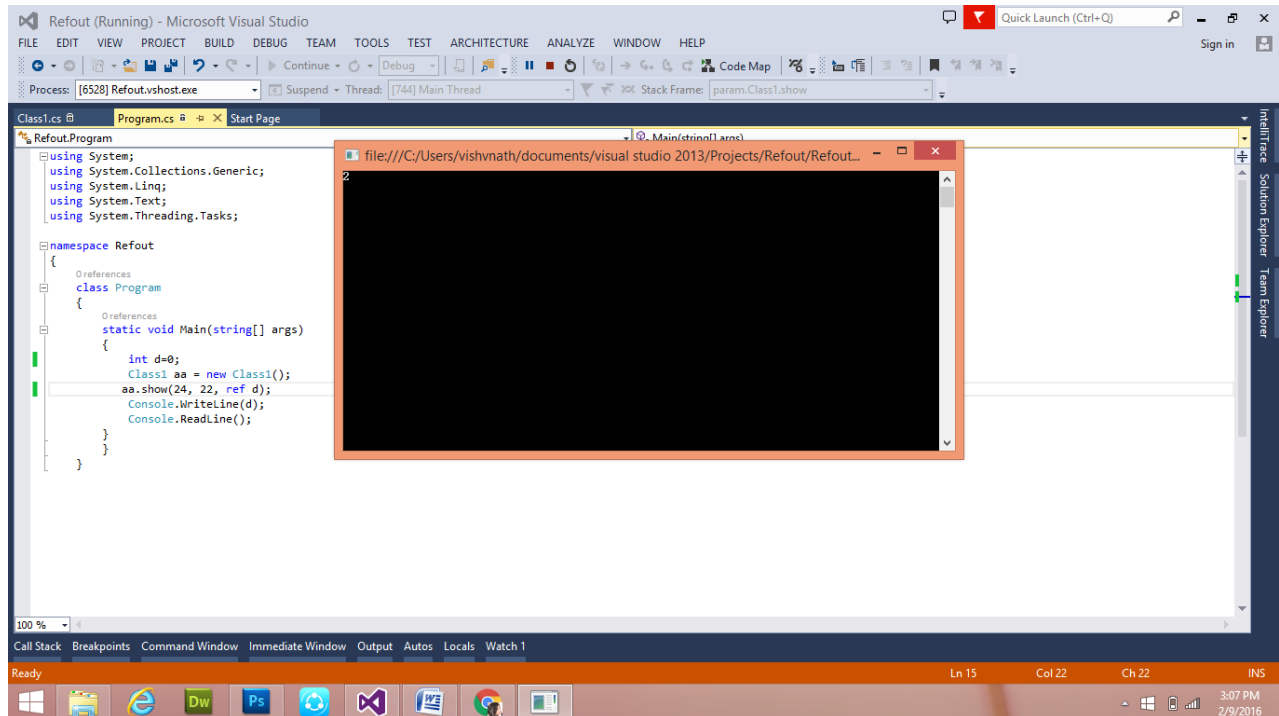 Refout (Running) - Microsoft Visual Studio
Quick Launch (Ctrl+Q)
FILE EDIT VIEW PROJECT BUILD DEBUG TEAM TOOLS TEST ARCHITECTURE ANALYZE WINDOW HELP
Sign in
Continue Debug Code Map
Process: [6528] Refout.vshost.exe Suspend Thread: [744] Main Thread Stack Frame: param.Class1.show
Class1.cs Program.cs Start Page
Refout.Program Main(string[] args)
using System;
using System.Collections.Generic;
using System.Linq;
using System.Text;
using System.Threading.Tasks;
namespace Refout
{
0 references
class Program
{
0 references
static void Main(string[] args)
{
int d=0;
Class1 aa = new Class1();
aa.show(24, 22, ref d);
Console.WriteLine(d);
Console.ReadLine();
}
}
}
file:///C:/Users/vishvnath/documents/visual studio 2013/Projects/Refout/Refout...
2
IntelliTrace
Solution Explorer
Team Explorer
100 %
Call Stack Breakpoints Command Window Immediate Window Output Autos Locals Watch 1
Ready Ln 15 Col 22 Ch 22 INS
Dw Ps
3:07 PM
2/9/2016